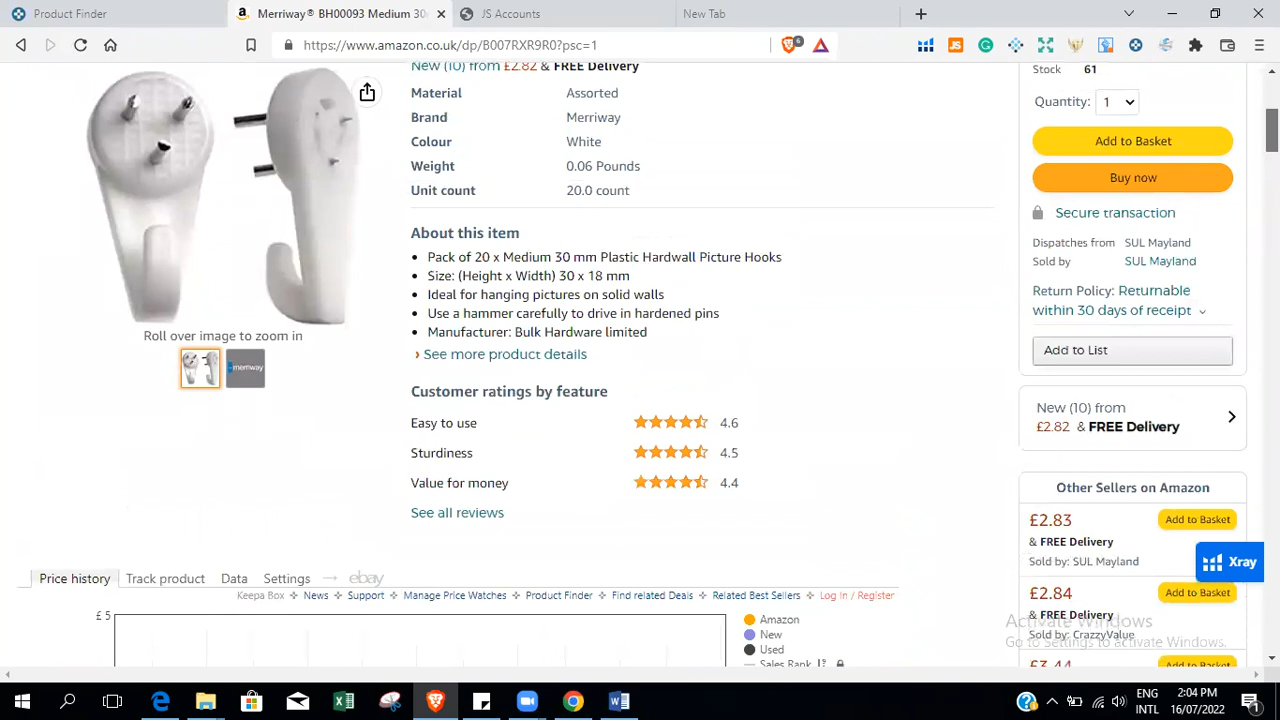 Product Finder
Merriway® BH00093 Medium 30
JS Accounts
New Tab
https://www.amazon.co.uk/dp/B007RXR9R0?psc=1
6
New (10) from £2.82 & FREE Delivery
Material Assorted
Brand Merriway
Colour White
Weight 0.06 Pounds
Unit count 20.0 count
About this item
Pack of 20 x Medium 30 mm Plastic Hardwall Picture Hooks
Size: (Height x Width) 30 x 18 mm
Ideal for hanging pictures on solid walls
Use a hammer carefully to drive in hardened pins
Manufacturer: Bulk Hardware limited
› See more product details
Roll over image to zoom in
merriway
Customer ratings by feature
Easy to use 4.6
Sturdiness 4.5
Value for money 4.4
See all reviews
Stock 61
Quantity: 1
Add to Basket
Buy now
Secure transaction
Dispatches from SUL Mayland
Sold by SUL Mayland
Return Policy: Returnable
within 30 days of receipt
Add to List
New (10) from
£2.82 & FREE Delivery
Other Sellers on Amazon
£2.83 Add to Basket
& FREE Delivery
Sold by: SUL Mayland
Xray
£2.84 Add to Basket
& FREE Delivery
Sold by: CrazzyValue
£3.44 Add to Basket
Price history Track product Data Settings ebay
Keepa Box News Support Manage Price Watches Product Finder Find related Deals Related Best Sellers Log In / Register
£ 5
Amazon
New
Used
Sales Rank
Activate Windows
Go to Settings to activate Windows.
ENG
INTL
2:04 PM
16/07/2022
1